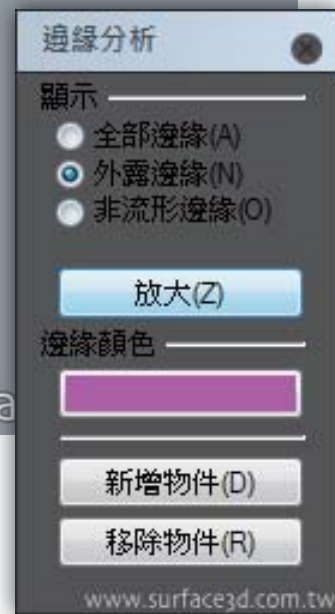 邉緣分析
顯示
全部邊緣(A)
外露邊緣(N)
非流形邊緣(O)
放大(Z)
邊緣顏色
a
新增物件(D)
移除物件(R)
www.surface3d.com.tw